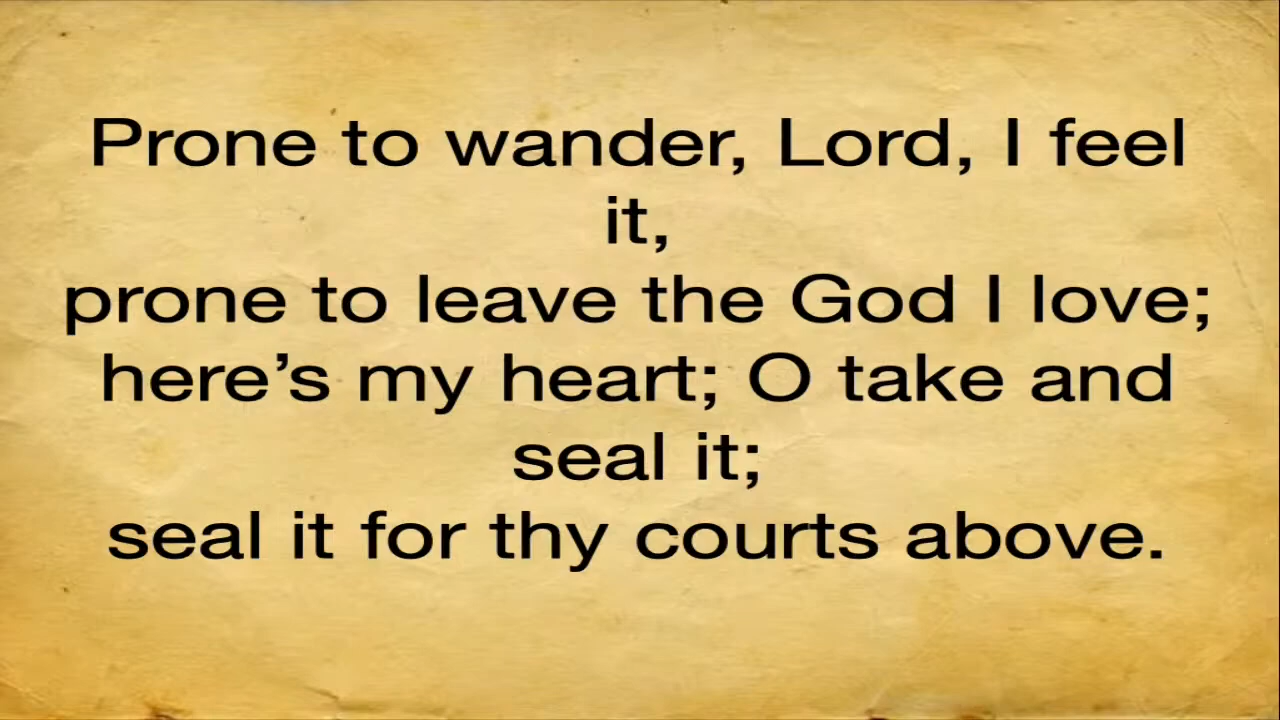 Prone to wander, Lord, I feel
it,
prone to leave the God I love;
here’s my heart; O take and
seal it;
seal it for thy courts above.